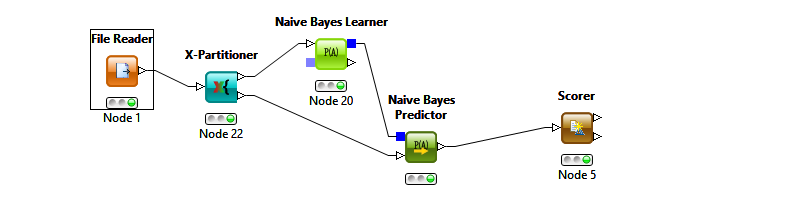 Naive Bayes Learner
File Reader
X-Partitioner
P(A)
Node 20
Node 1
Node 22
Naive Bayes
Predictor
P(A)
Scorer
Node 5